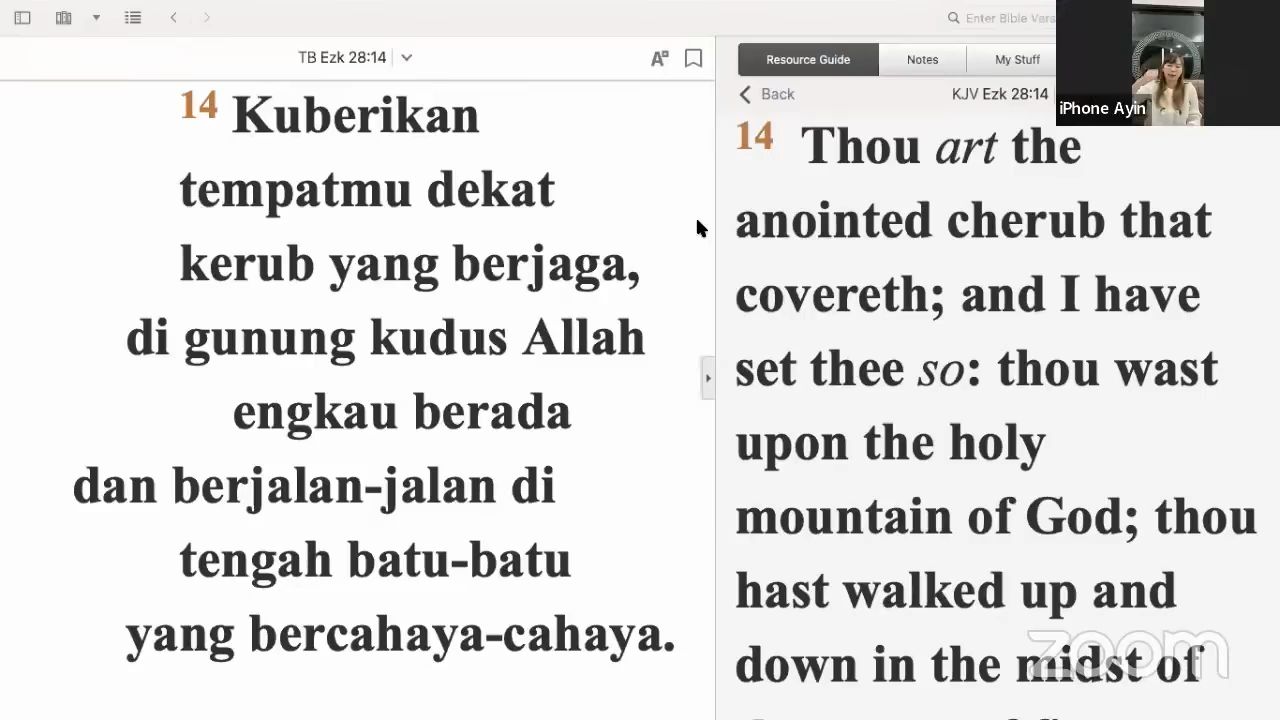 TB Ezk 28:14
14 Kuberikan
tempatmu dekat
kerub yang berjaga,
di gunung kudus Allah
engkau berada
dan berjalan-jalan di
tengah batu-batu
yang bercahaya-cahaya.
Enter Bible Vers
Resource Guide
Notes
My Stuff
Back
KJV Ezk 28:14
14 Thou art the
anointed cherub that
covereth; and I have
set thee so: thou wast
upon the holy
mountain of God; thou
hast walked up and
down in the midst of
iPhone Ayin
zoom